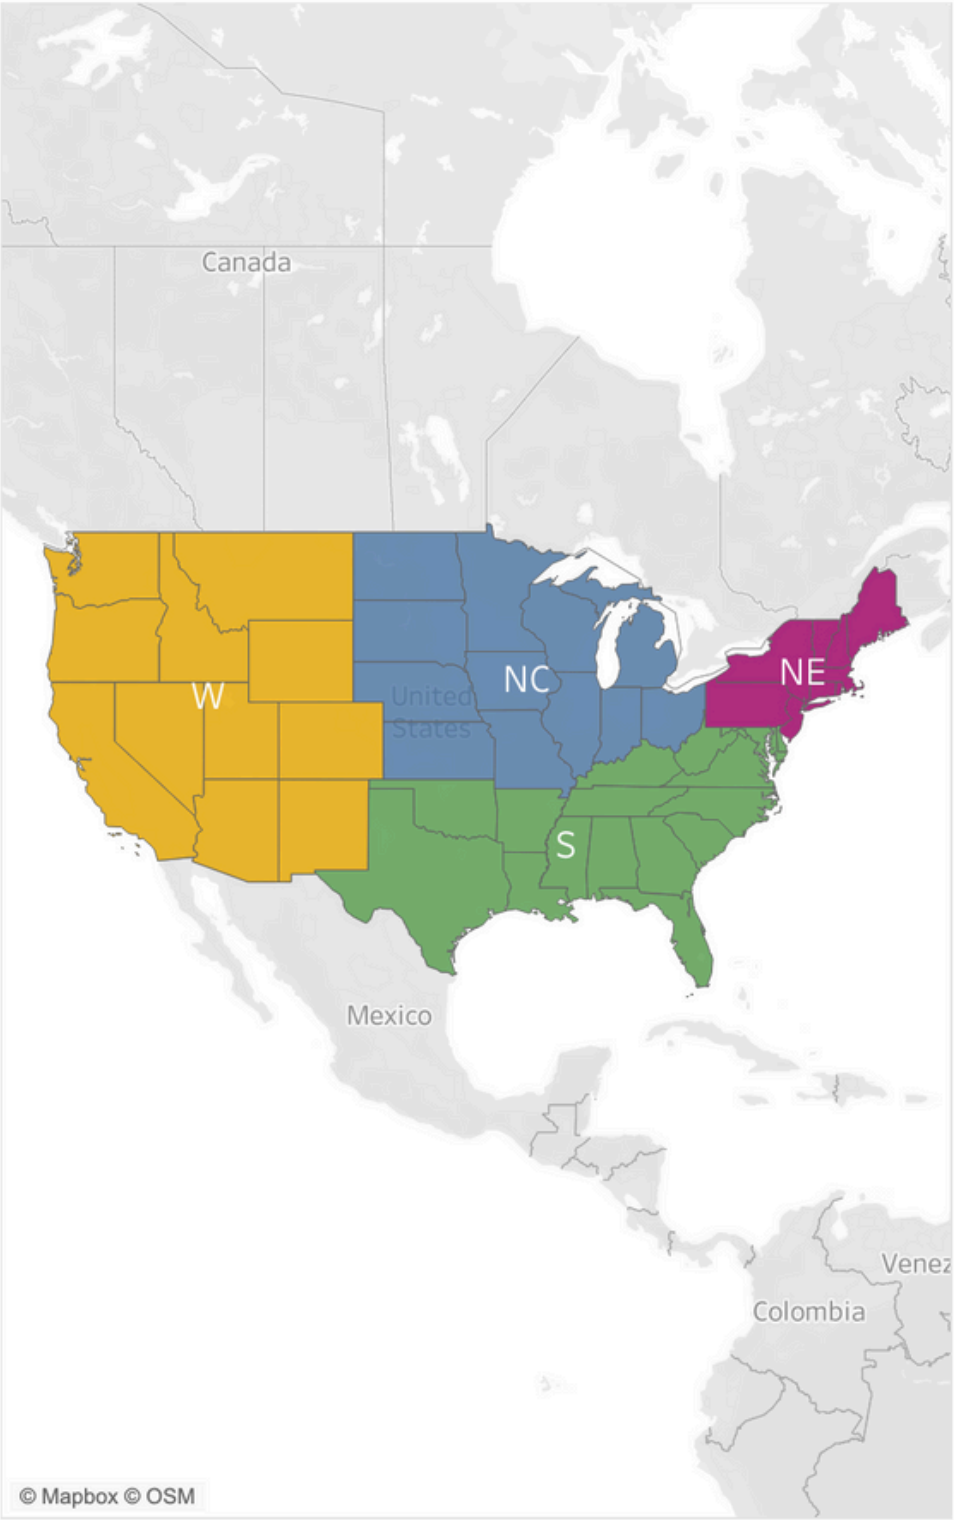 Canada
W
United
States
NC
NE
S
Mexico
Venez
Colombia
© Mapbox © OSM